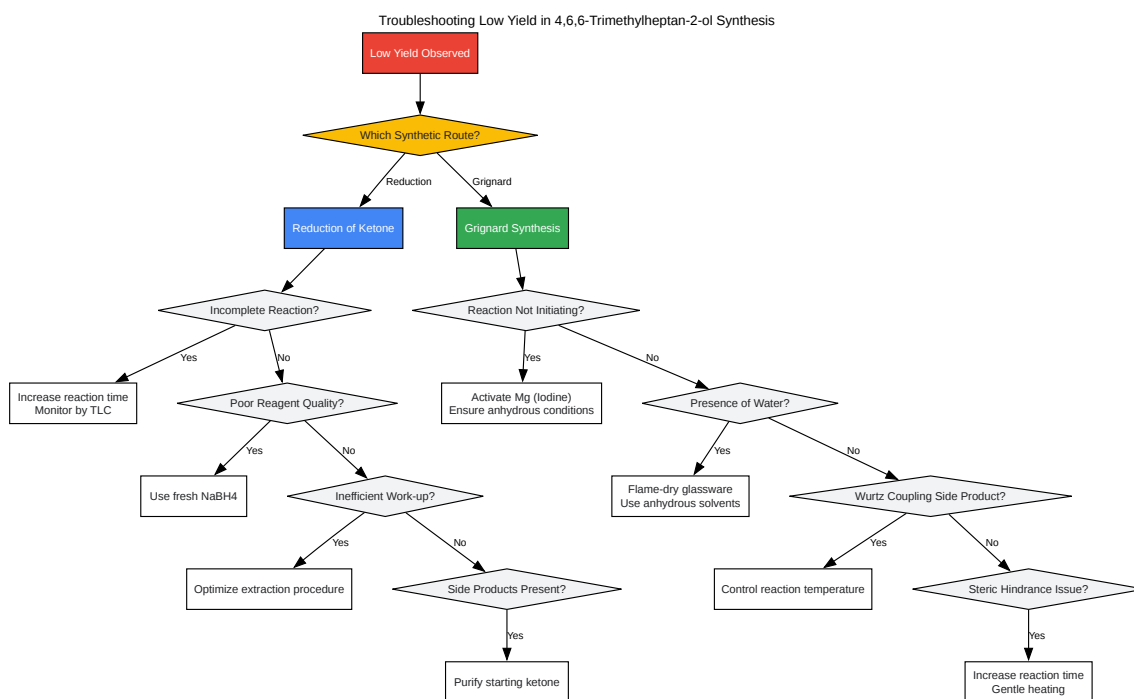 Troubleshooting Low Yield in 4,6,6-Trimethylheptan-2-ol Synthesis
Low Yield Observed
Which Synthetic Route?
Reduction
Grignard
Reduction of Ketone
Grignard Synthesis
Incomplete Reaction?
Reaction Not Initiating?
Yes
No
Yes
No
Increase reaction time
Monitor by TLC
Poor Reagent Quality?
Activate Mg (Iodine)
Ensure anhydrous conditions
Presence of Water?
Yes
No
Yes
No
Use fresh NaBH4
Inefficient Work-up?
Flame-dry glassware
Use anhydrous solvents
Wurtz Coupling Side Product?
Yes
No
Yes
No
Optimize extraction procedure
Side Products Present?
Control reaction temperature
Steric Hindrance Issue?
Yes
Yes
Purify starting ketone
Increase reaction time
Gentle heating